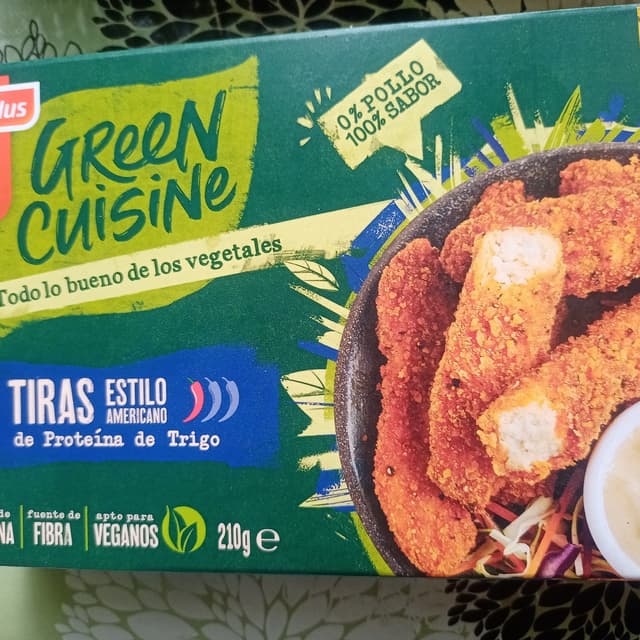 GREEN
CUISINE
Todo lo bueno de los vegetales
0% POLLO
100% SABOR
TIRAS ESTILO
AMERICANO
de Proteína de Trigo
fuente de
FIBRA
apto para
VEGANOS
210g e